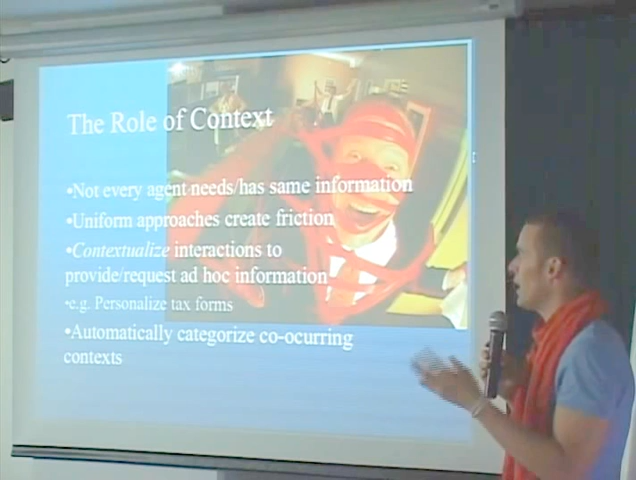 The Role of Context
•Not every agent needs/has same information
•Uniform approaches create friction
•Contextualize interactions to
provide/request ad hoc information
•e.g. Personalize tax forms
•Automatically categorize co-ocurring
contexts